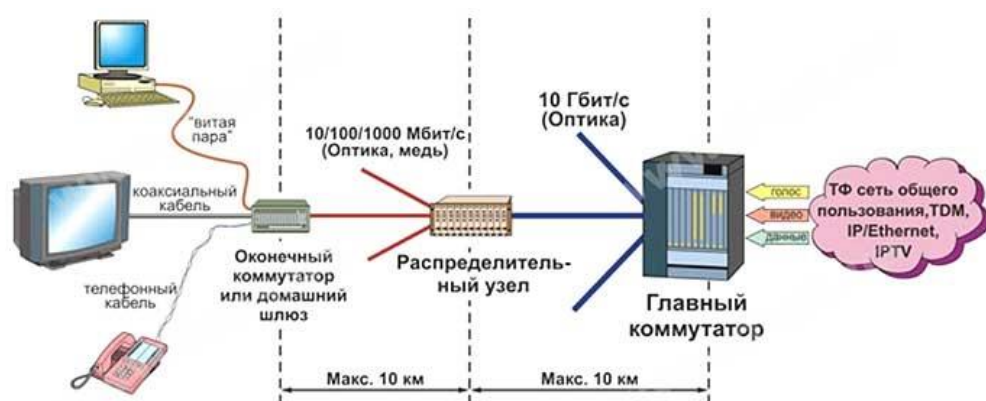 "витая
пара"
коаксиальный
кабель
телефонный
кабель
10/100/1000 Мбит/с
(Оптика, медь)
Оконечный
коммутатор
или домашний
шлюз
Распределитель-
ный узел
10 Гбит/с
(Оптика)
Главный
коммутатор
голос
видео
данные
ТФ сеть общего
пользования,TDM,
IP/Ethernet,
IPTV
Макс. 10 км
Макс. 10 км